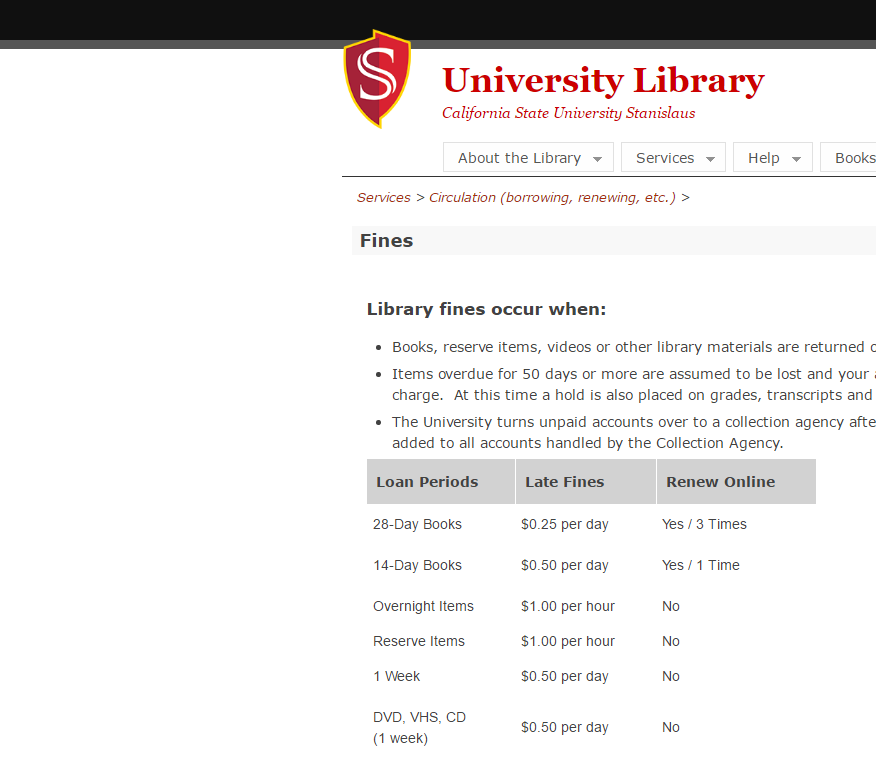 S
University Library
California State University Stanislaus
About the Library Services Help Books
Services > Circulation (borrowing, renewing, etc.) >
Fines
Library fines occur when:
• Books, reserve items, videos or other library materials are returned
• Items overdue for 50 days or more are assumed to be lost and your
charge. At this time a hold is also placed on grades, transcripts and
• The University turns unpaid accounts over to a collection agency afte
added to all accounts handled by the Collection Agency.
Loan Periods Late Fines Renew Online
28-Day Books $0.25 per day Yes / 3 Times
14-Day Books $0.50 per day Yes / 1 Time
Overnight Items $1.00 per hour No
Reserve Items $1.00 per hour No
1 Week $0.50 per day No
DVD, VHS, CD
(1 week) $0.50 per day No